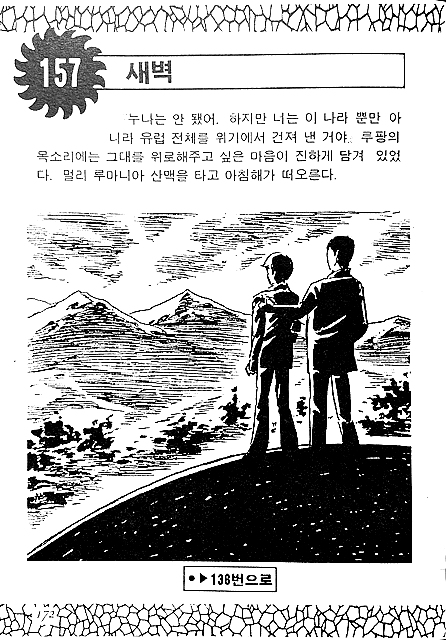 157 새벽
'누나는 안 됐어. 하지만 너는 이 나라 뿐만 아
니라 유럽 전체를 위기에서 건져 낸 거야.. 루팡의
목소리에는 그대를 위로해주고 싶은 마음이 진하게 담겨 있었
다. 멀리 루마니아 산맥을 타고 아침해가 떠오른다.
●▶138번으로
172